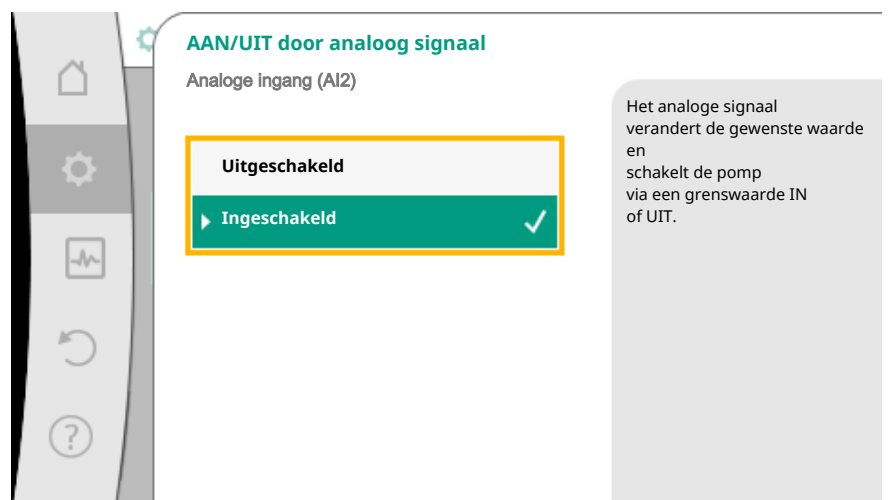 AAN/UIT door analoog signaal
Analoge ingang (AI2)
Uitgeschakeld
Ingeschakeld
Het analoge signaal
verandert de gewenste waarde
en
schakelt de pomp
via een grenswaarde IN
of UIT.
?